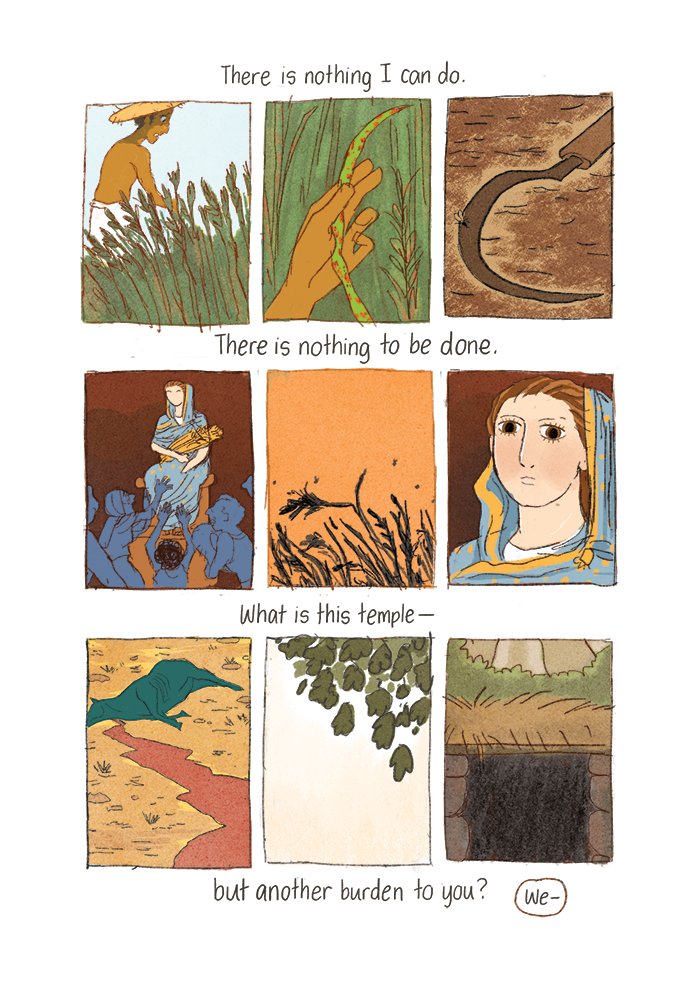 There is nothing I can do.
There is nothing to be done.
What is this temple—
but another burden to you?
We-